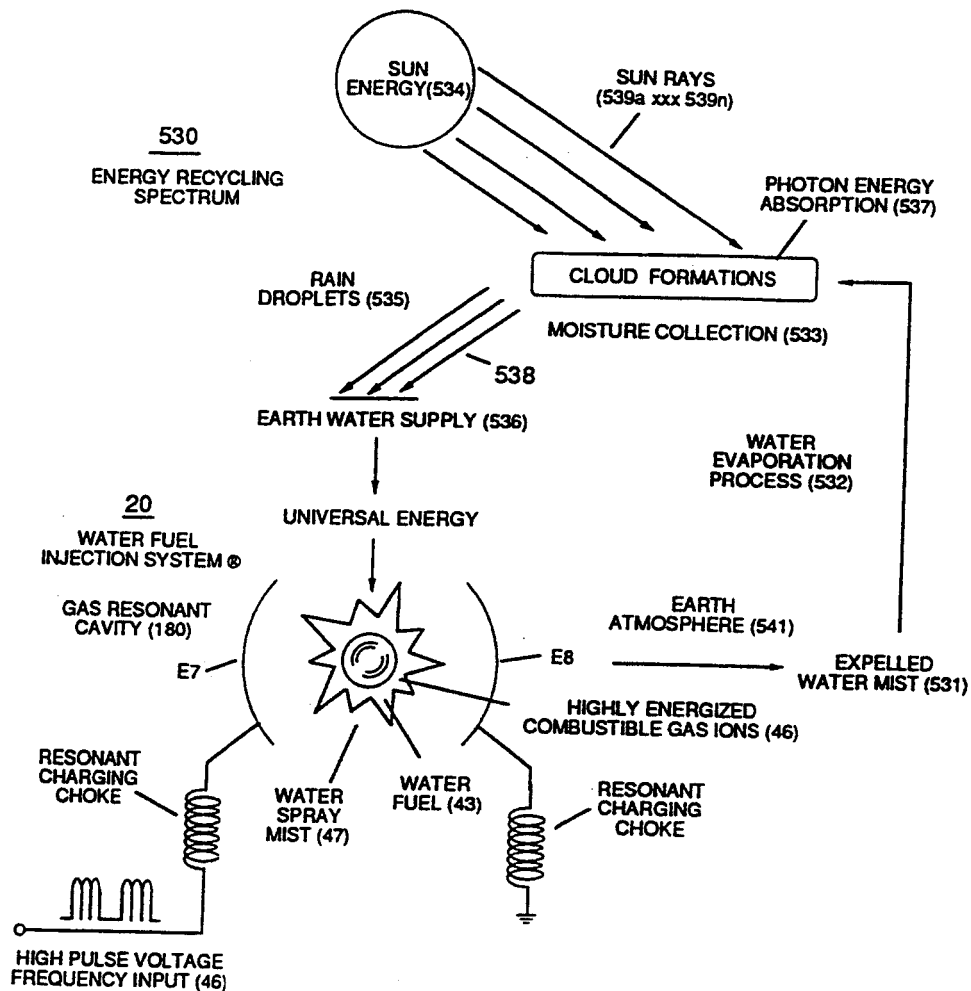 SUN
ENERGY(534)
SUN RAYS
(539a xxx 539n)
530
ENERGY RECYCLING
SPECTRUM
PHOTON ENERGY
ABSORPTION (537)
CLOUD FORMATIONS
RAIN
DROPLETS (535)
MOISTURE COLLECTION (533)
538
EARTH WATER SUPPLY (536)
WATER
EVAPORATION
PROCESS (532)
20
WATER FUEL
INJECTION SYSTEM ®
UNIVERSAL ENERGY
GAS RESONANT
CAVITY (180)
EARTH
ATMOSPHERE (541)
E7
E8
EXPELLED
WATER MIST (531)
HIGHLY ENERGIZED
COMBUSTIBLE GAS IONS (46)
RESONANT
CHARGING
CHOKE
WATER
SPRAY
MIST (47)
WATER
FUEL (43)
RESONANT
CHARGING
CHOKE
HIGH PULSE VOLTAGE
FREQUENCY INPUT (46)